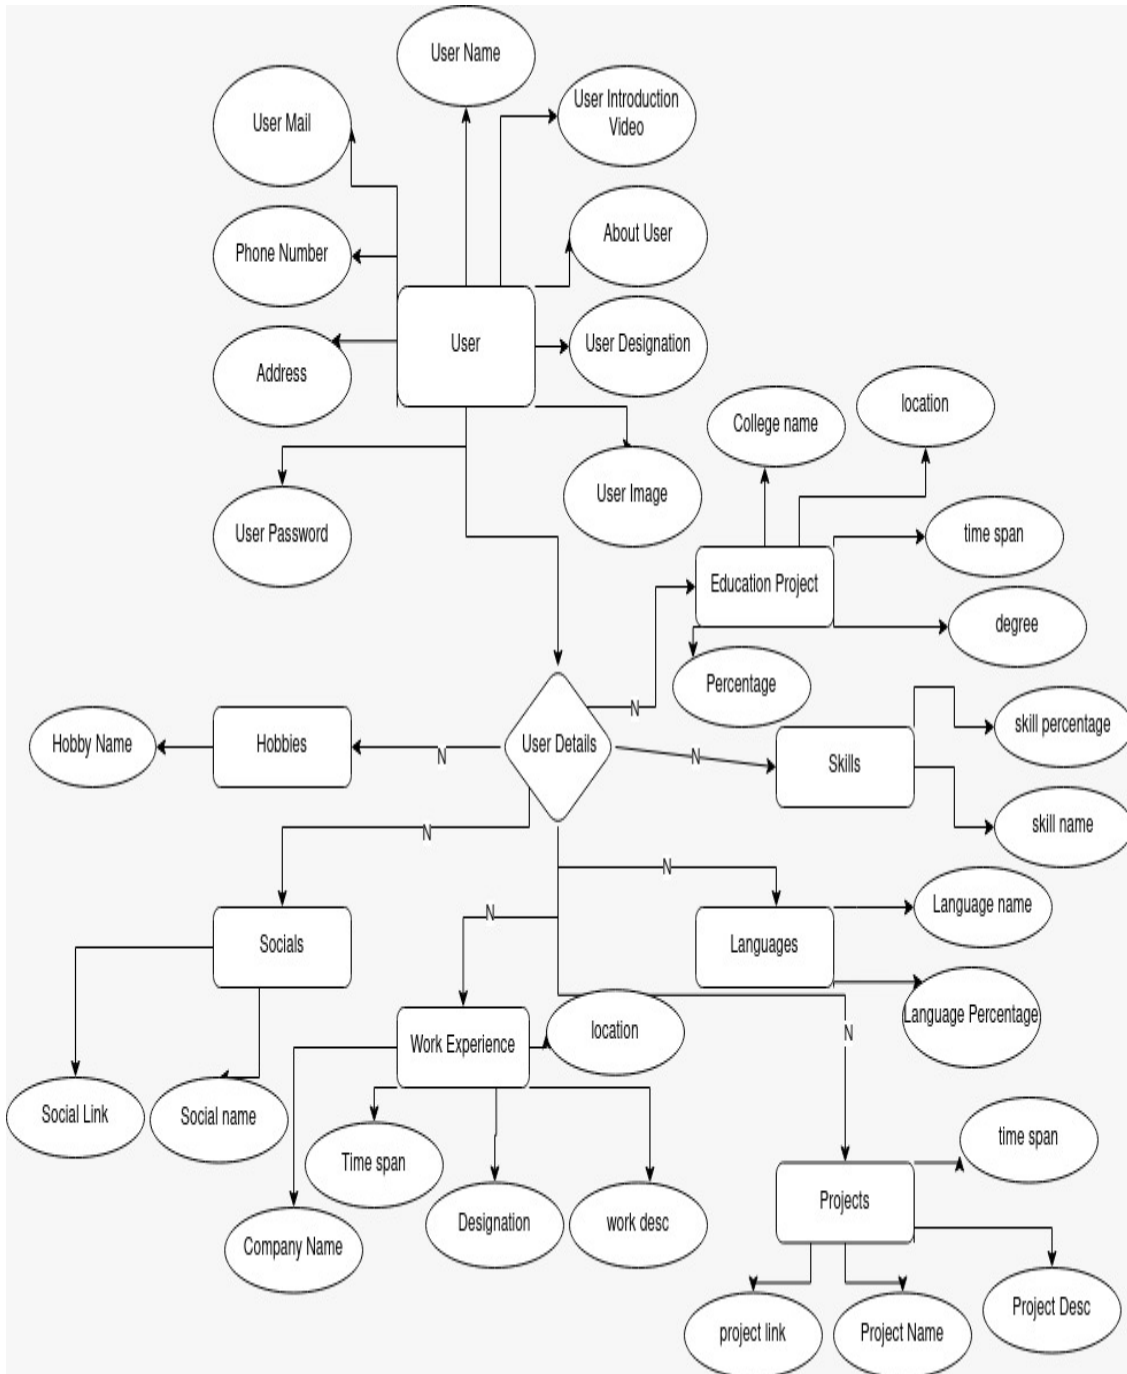 User Name
User Introduction
Video
User Mail
About User
Phone Number
User
User Designation
Address
College name
location
User Image
User Password
time span
Education Project
degree
Percentage
N
Hobby Name
Hobbies
N
User Details
N
Skills
skill percentage
skill name
N
N
N
Language name
Socials
Languages
Language Percentage
location
Work Experience
N
Social Link
Social name
time span
Time span
Projects
Designation
work desc
Company Name
project link
Project Name
Project Desc